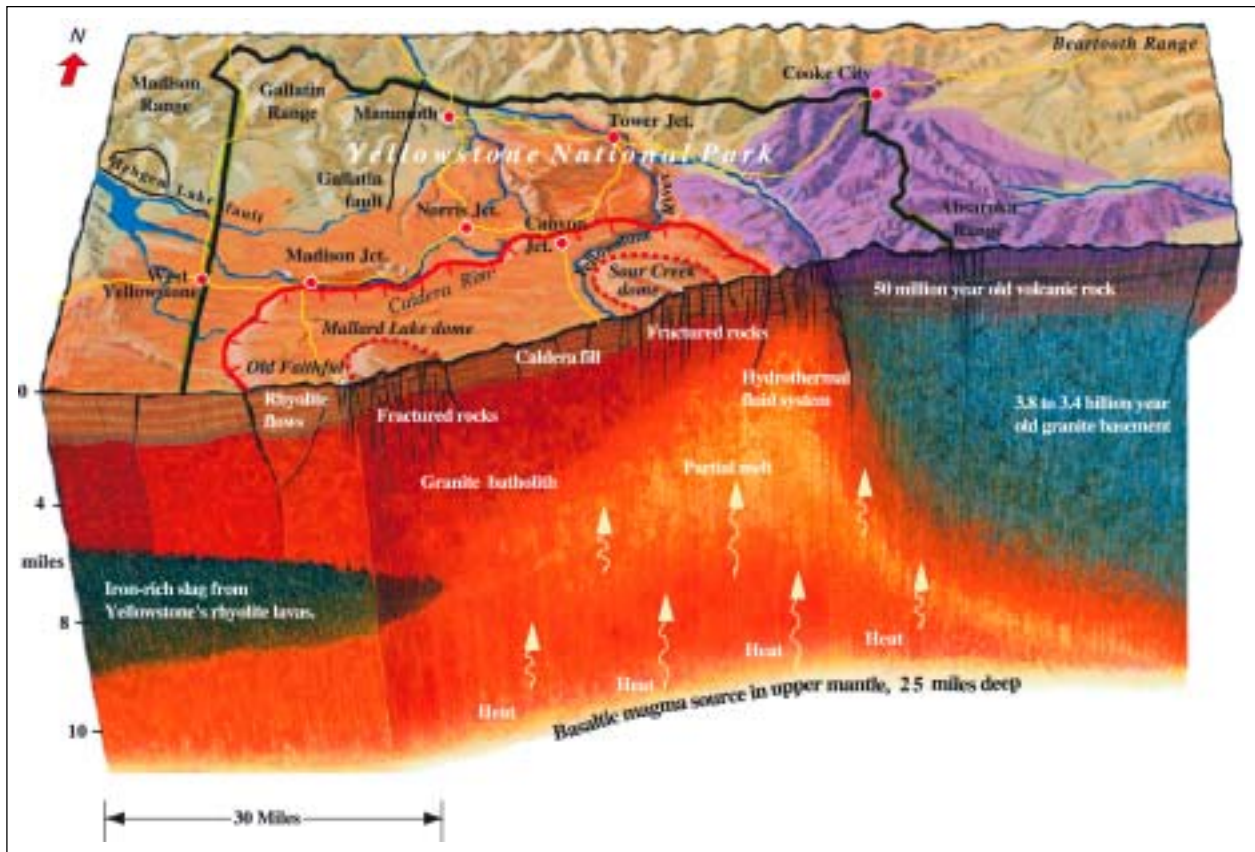 N
Beartooth Range
Madison
Range
Gallatin
Range
Cooke City
Mammoth
Tower Jct.
Yellowstone National Park
Hebgen Lake fault
Gallatin
fault
River
Norris Jct.
Canyon
Jct.
Absaroka
Range
Yellowstone
Madison Jct.
West
Yellowstone
Caldera Rim
Sour Creek
dome
50 million year old volcanic rock
Mallard Lake dome
Fractured rocks
Old Faithful
Caldera fill
0
Rhyolite
flows
Fractured rocks
Hydrothermal
fluid system
3.8 to 3.4 billion year
old granite basement
Granite batholith
Partial melt
4
miles
Iron-rich slag from
Yellowstone's rhyolite lavas.
8
Heat
Heat
Heat
Heat
Basaltic magma source in upper mantle, 25 miles deep
10
30 Miles